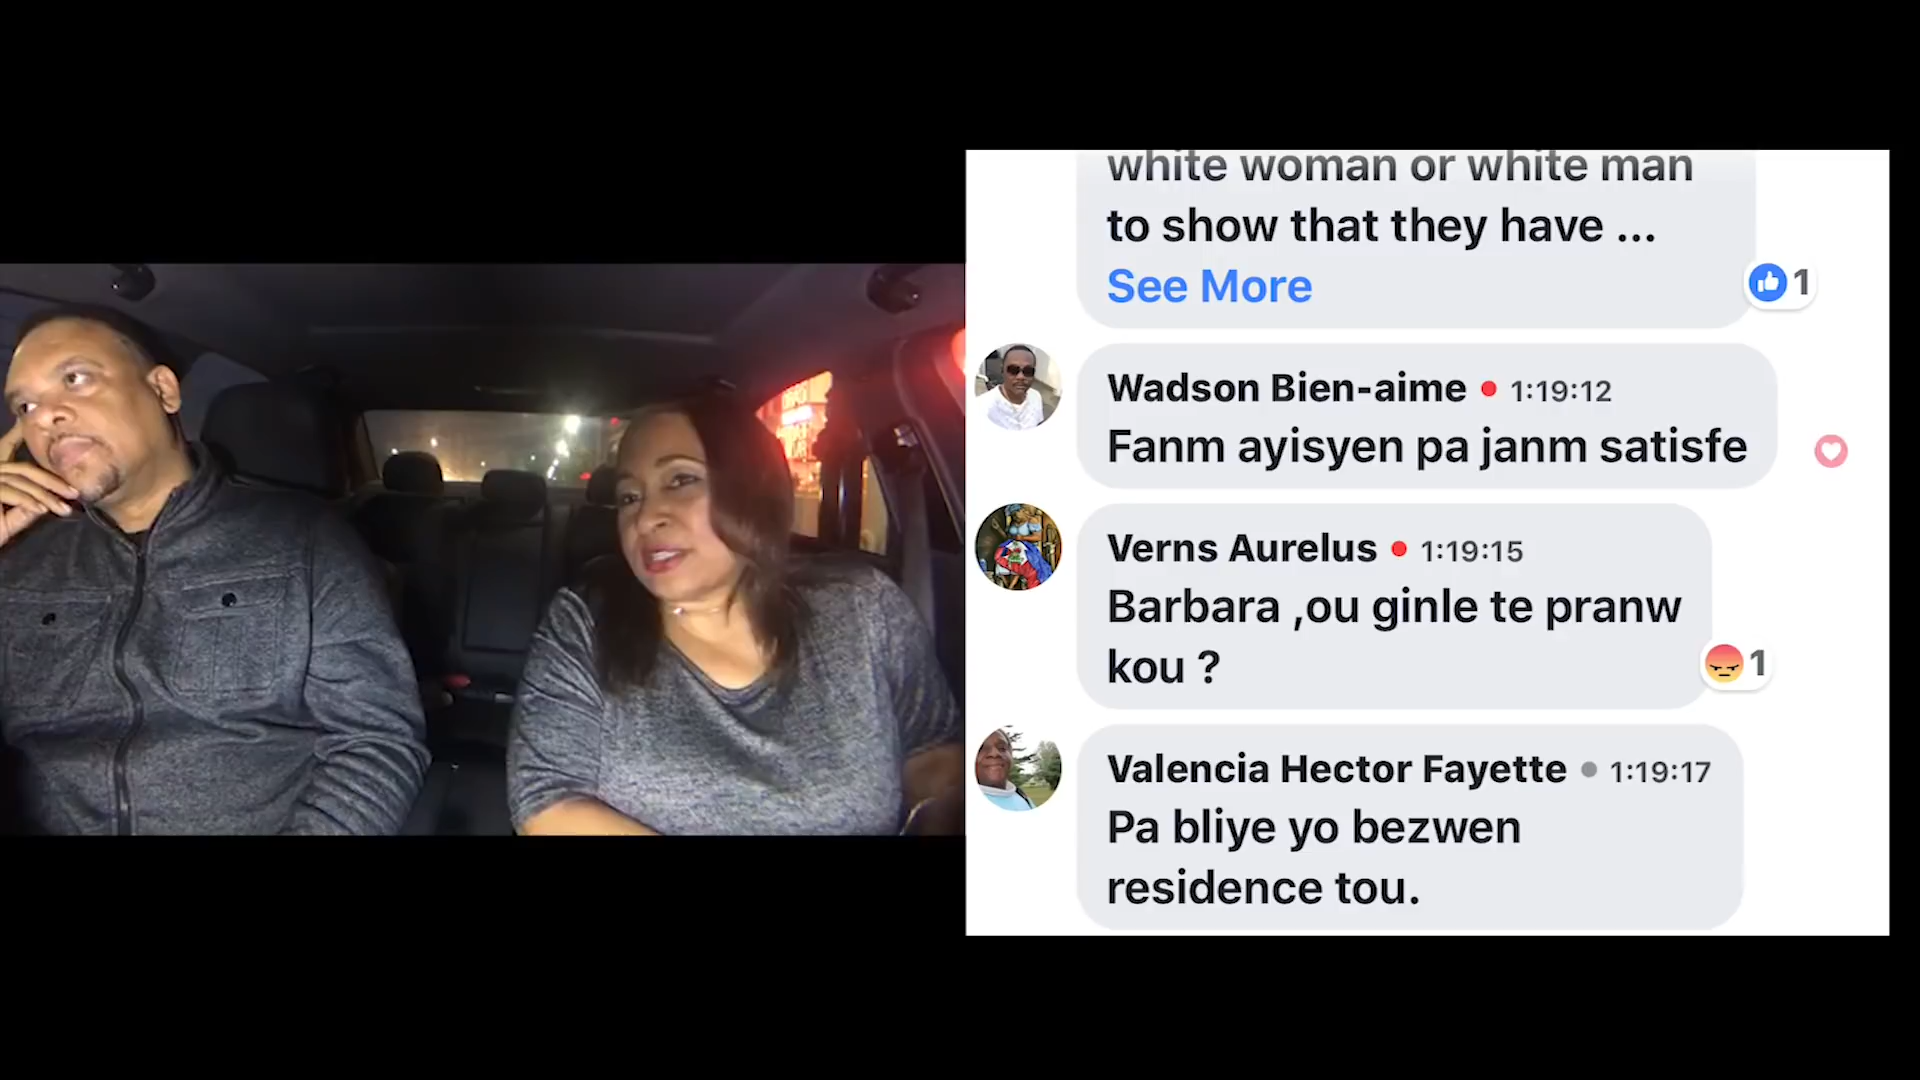 white woman or white man
to show that they have ...
See More
1
Wadson Bien-aime 1:19:12
Fanm ayisyen pa janm satisfe
Verns Aurelus 1:19:15
Barbara ,ou ginle te pranw
kou ?
1
Valencia Hector Fayette 1:19:17
Pa bliye yo bezwen
residence tou.